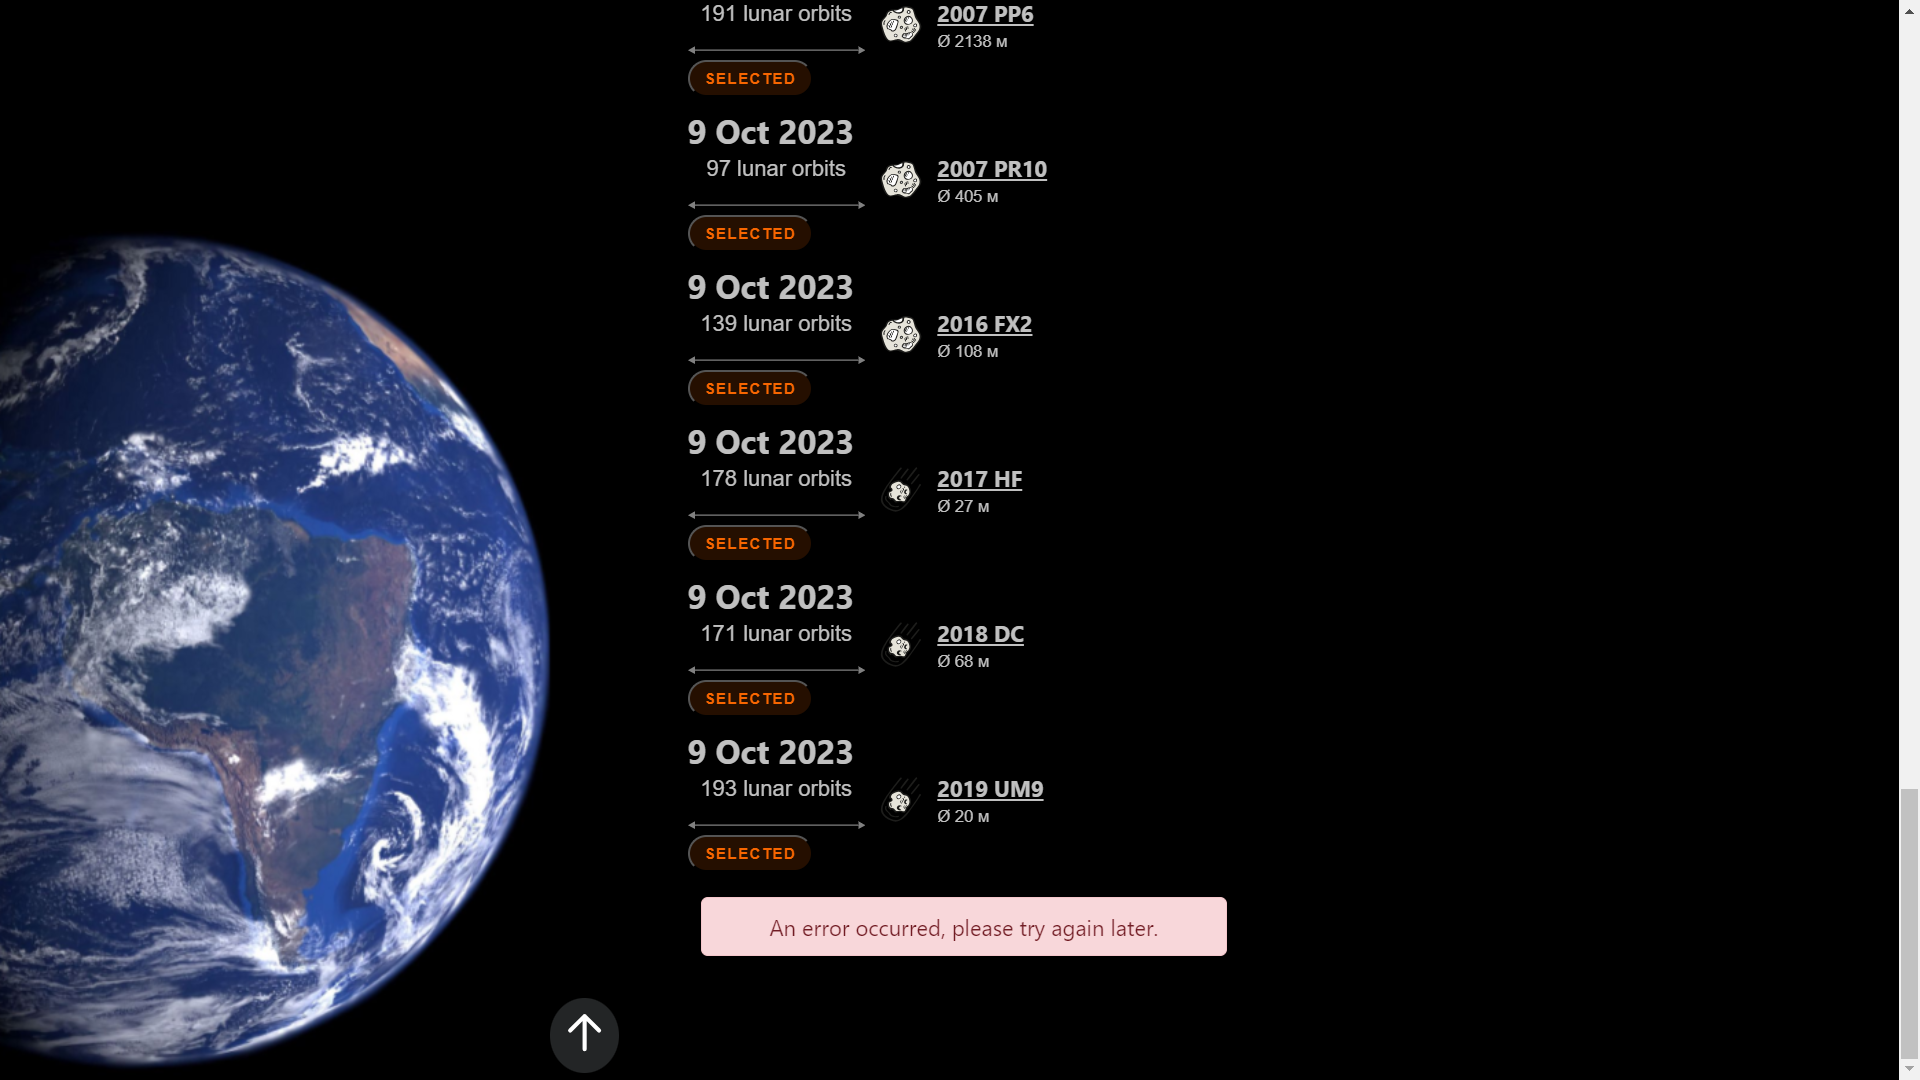 191 lunar orbits
2007 PP6
Ø 2138 м
SELECTED
9 Oct 2023
97 lunar orbits
2007 PR10
Ø 405 м
SELECTED
9 Oct 2023
139 lunar orbits
2016 FX2
Ø 108 м
SELECTED
9 Oct 2023
178 lunar orbits
2017 HF
Ø 27 м
SELECTED
9 Oct 2023
171 lunar orbits
2018 DC
Ø 68 м
SELECTED
9 Oct 2023
193 lunar orbits
2019 UM9
Ø 20 м
SELECTED
An error occurred, please try again later.